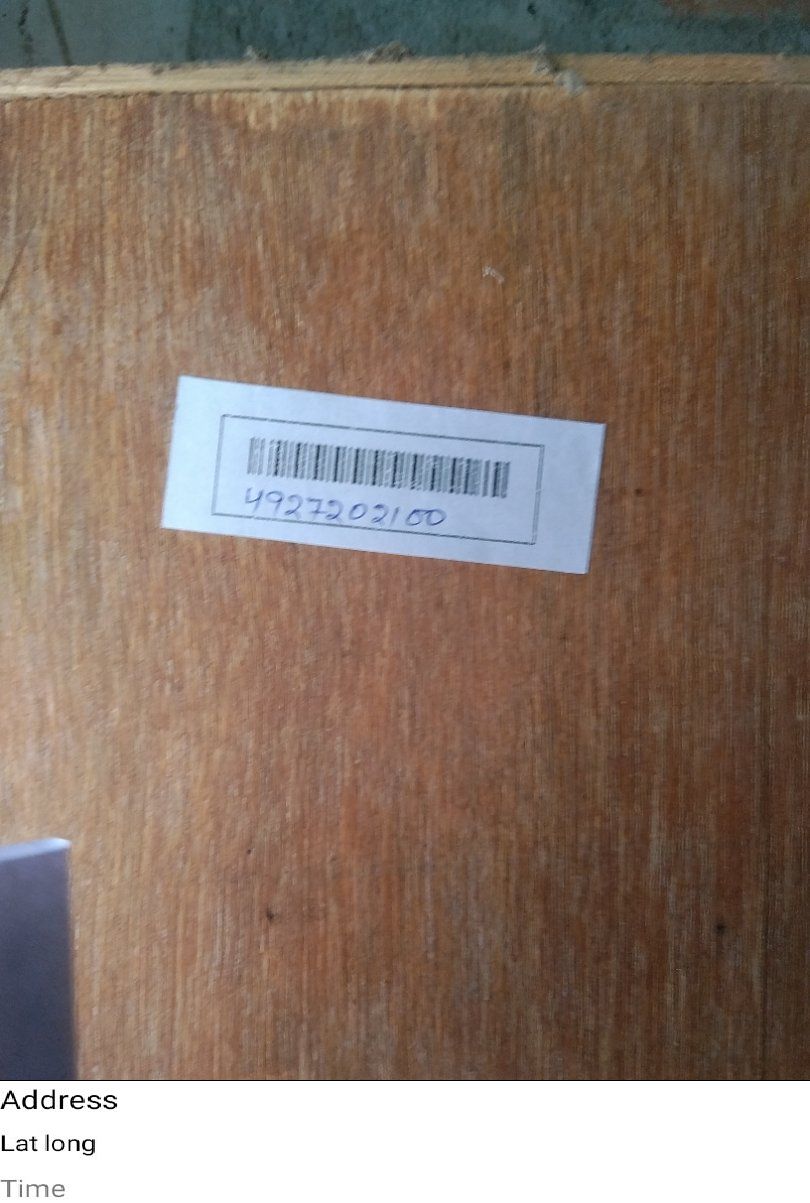 4927202100
Address
Lat long
Time